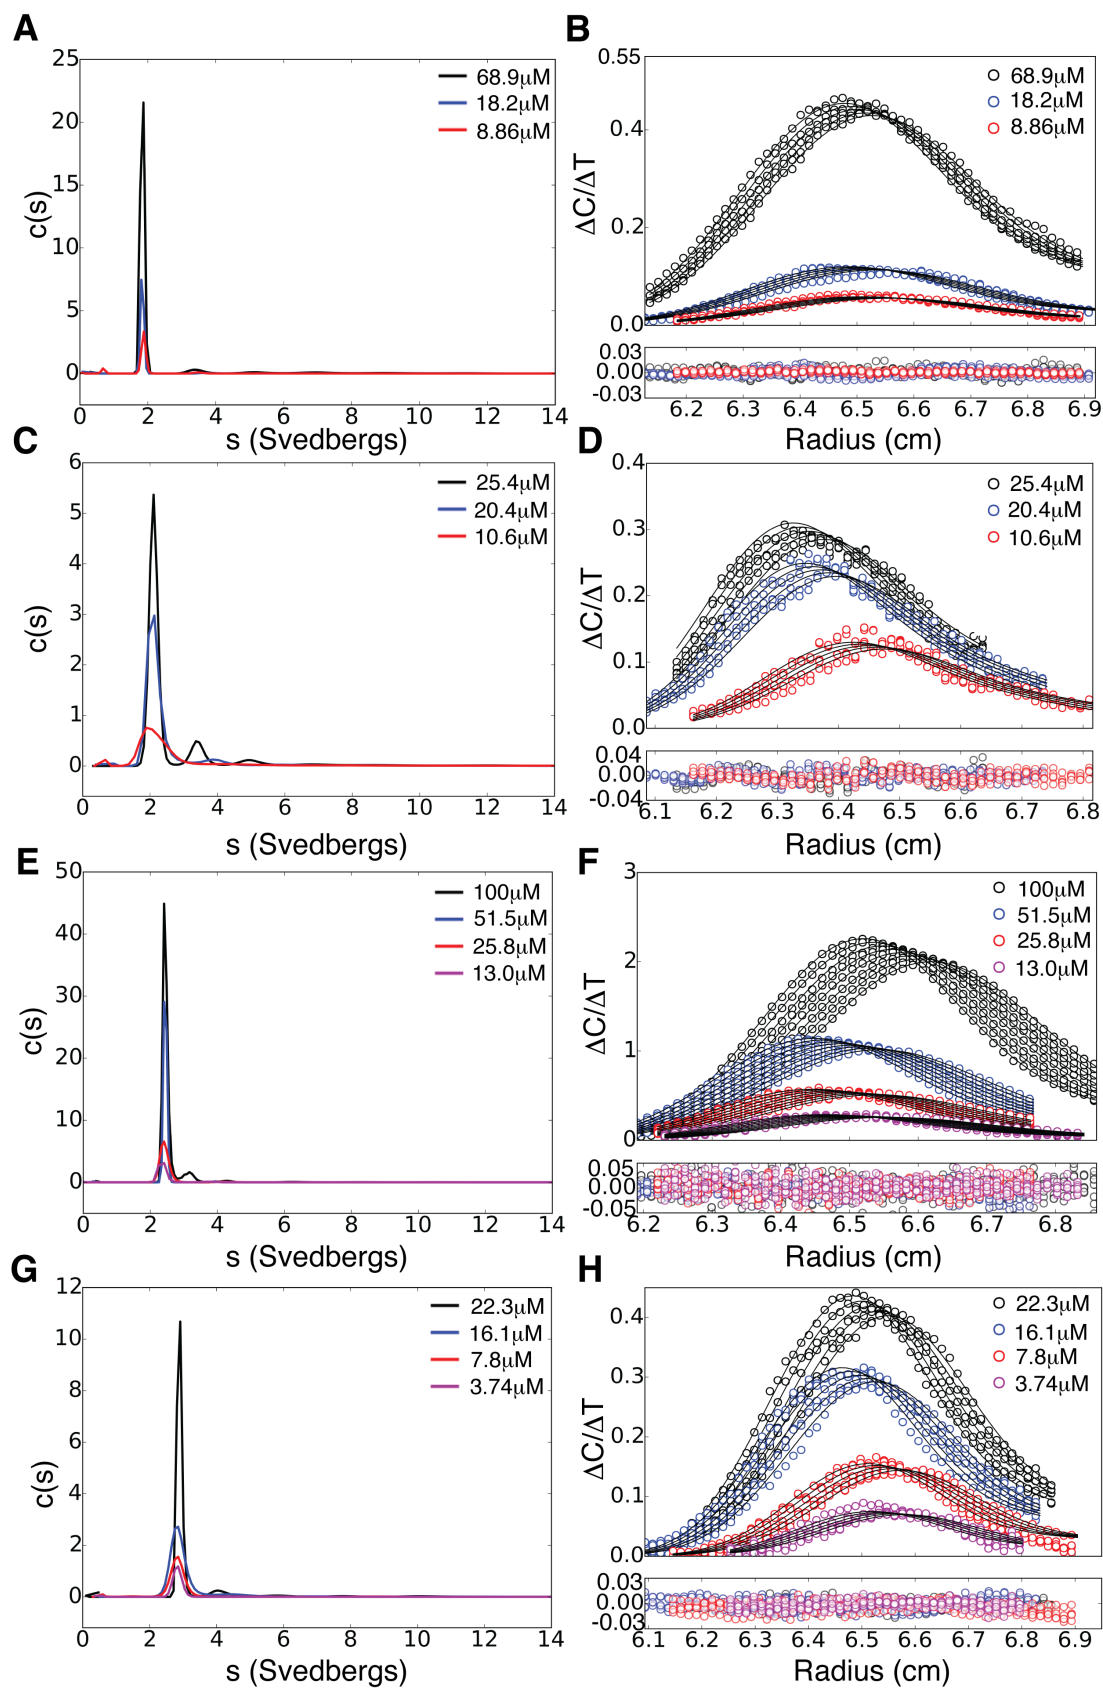 A
25
20
15
10
5
0
c(s)
68.9μM
18.2μM
8.86μM
0 2 4 6 8 10 12 14
s (Svedbergs)
B
0.55
0.4
0.2
0.0
ΔC/ΔT
68.9μM
18.2μM
8.86μM
0.03
0.00
-0.03
6.2 6.3 6.4 6.5 6.6 6.7 6.8 6.9
Radius (cm)
C
6
5
4
3
2
1
0
c(s)
25.4μM
20.4μM
10.6μM
0 2 4 6 8 10 12 14
s (Svedbergs)
D
0.4
0.3
0.2
0.1
0.0
ΔC/ΔT
25.4μM
20.4μM
10.6μM
0.04
0.00
-0.04
6.1 6.2 6.3 6.4 6.5 6.6 6.7 6.8
Radius (cm)
E
50
40
30
20
10
0
c(s)
100μM
51.5μM
25.8μM
13.0μM
0 2 4 6 8 10 12 14
s (Svedbergs)
F
3
2
1
0
ΔC/ΔT
100μM
51.5μM
25.8μM
13.0μM
0.05
0.00
-0.05
6.2 6.3 6.4 6.5 6.6 6.7 6.8
Radius (cm)
G
12
10
8
6
4
2
0
c(s)
22.3μM
16.1μM
7.8μM
3.74μM
0 2 4 6 8 10 12 14
s (Svedbergs)
H
0.4
0.3
0.2
0.1
0.0
ΔC/ΔT
22.3μM
16.1μM
7.8μM
3.74μM
0.03
0.00
-0.03
6.1 6.2 6.3 6.4 6.5 6.6 6.7 6.8 6.9
Radius (cm)